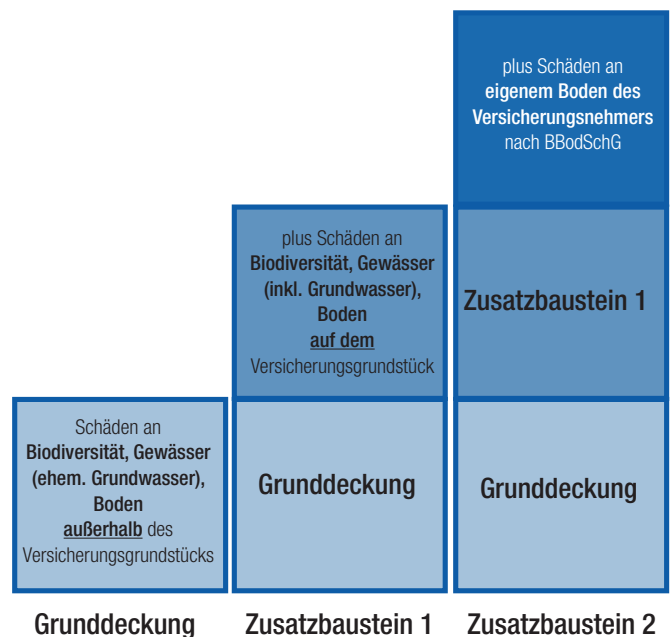 plus Schäden an
eigenem Boden des
Versicherungsnehmers
nach BBodSchG
plus Schäden an
Biodiversität, Gewässer
(inkl. Grundwasser),
Boden
auf dem
Versicherungsgrundstück
Zusatzbaustein 1
Schäden an
Biodiversität, Gewässer
(ehem. Grundwasser),
Boden
außerhalb des
Versicherungsgrundstücks
Grunddeckung
Grunddeckung
Grunddeckung
Zusatzbaustein 1
Zusatzbaustein 2